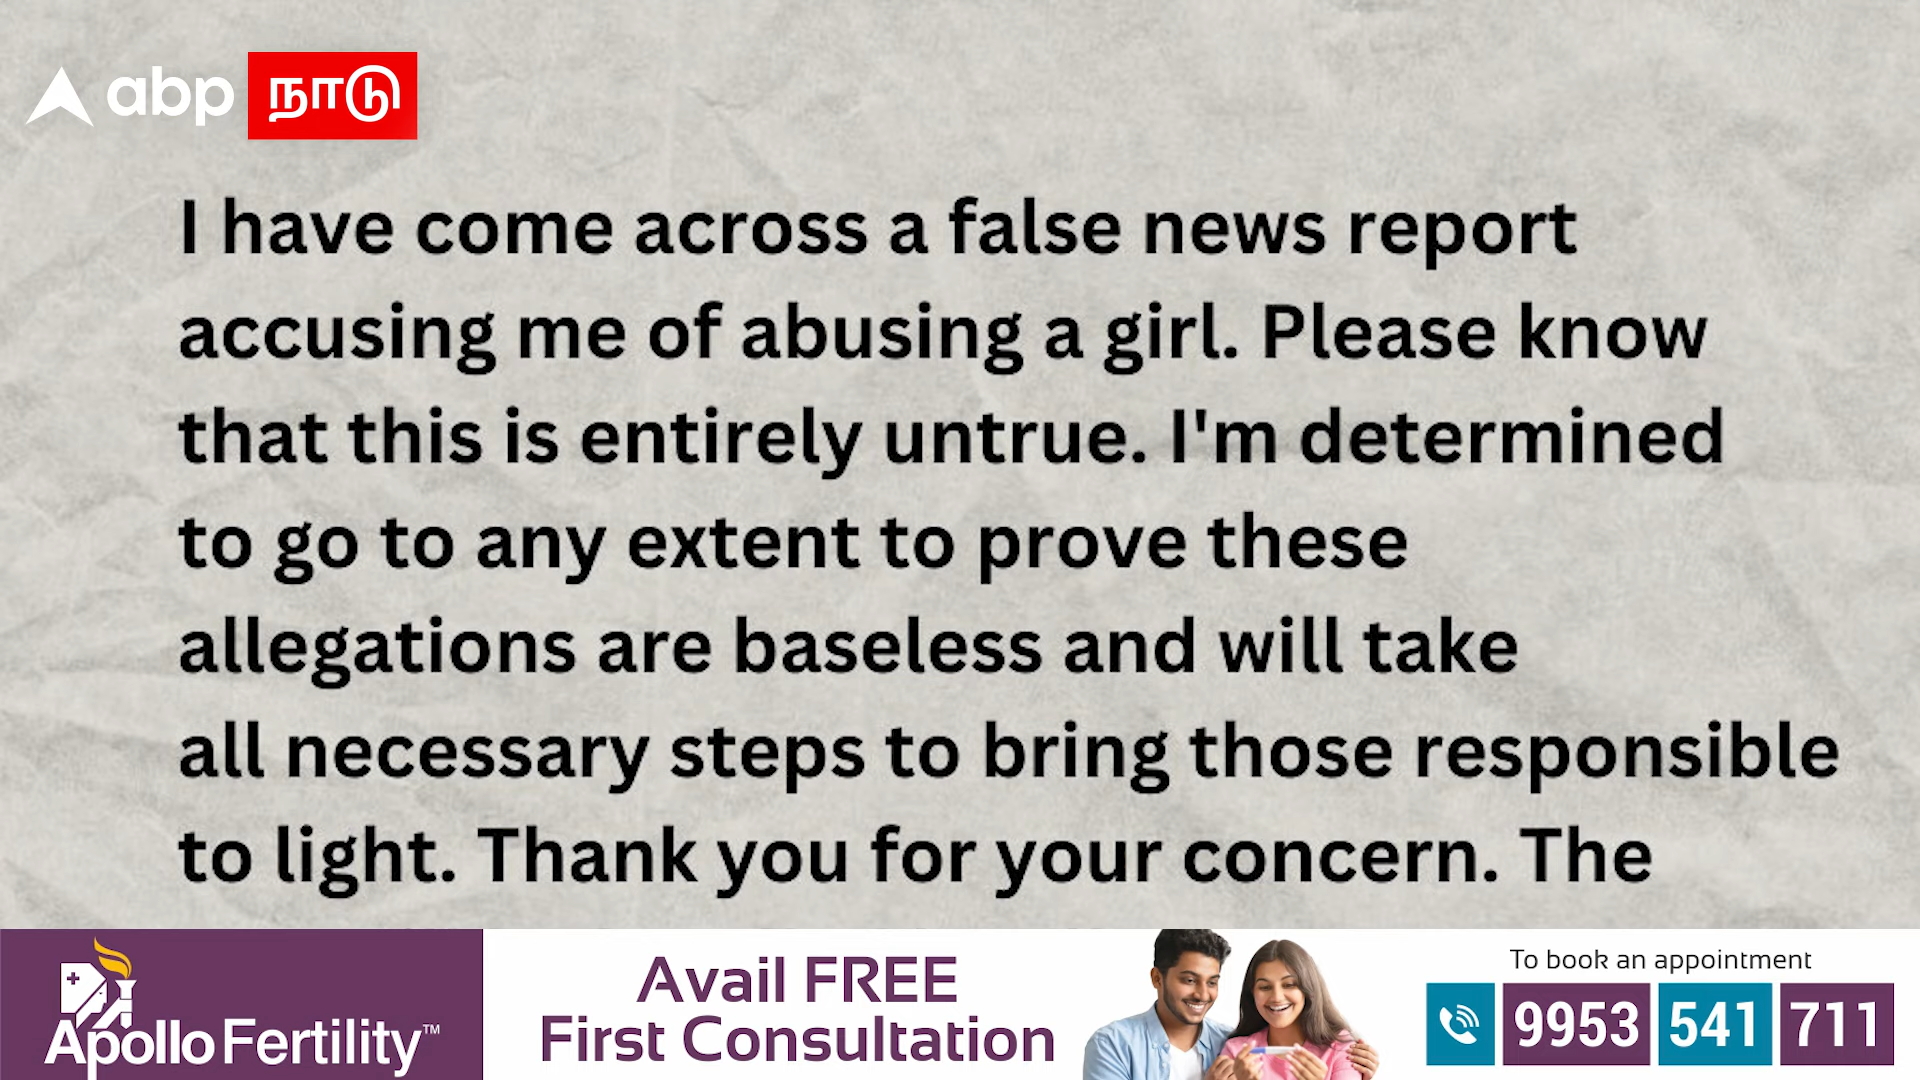 abp நாடு
I have come across a false news report
accusing me of abusing a girl. Please know
that this is entirely untrue. I'm determined
to go to any extent to prove these
allegations are baseless and will take
all necessary steps to bring those responsible
to light. Thank you for your concern. The
Apollo Fertility™
Avail FREE
First Consultation
To book an appointment
9953 541 711